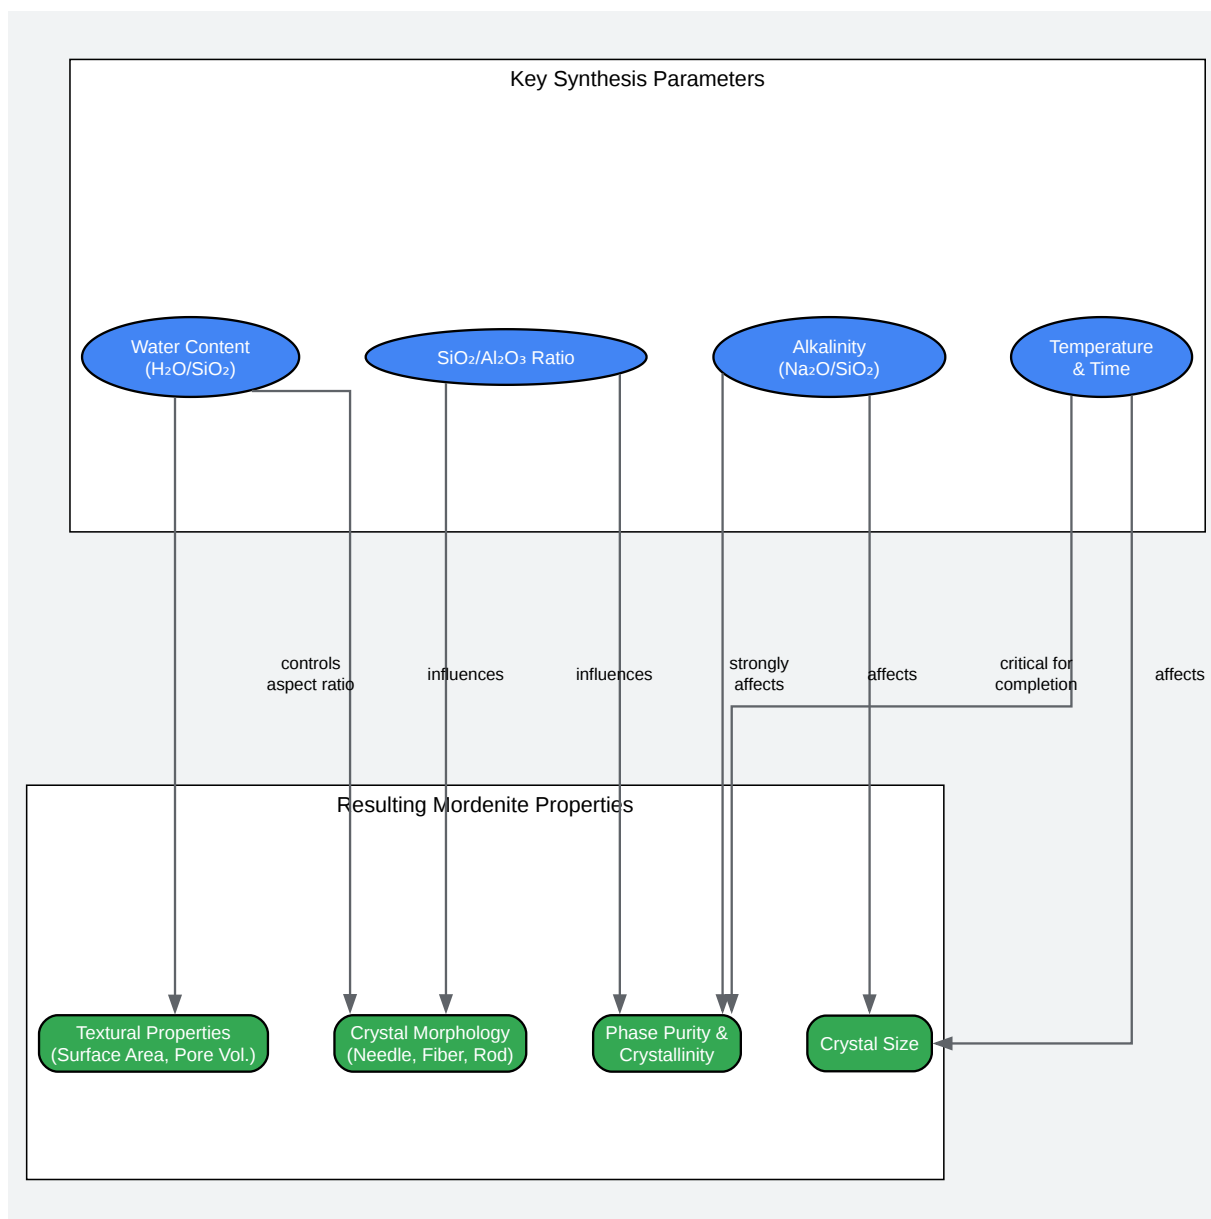 Key Synthesis Parameters
Water Content
(H₂O/SiO₂)
SiO₂/Al₂O₃ Ratio
Alkalinity
(Na₂O/SiO₂)
Temperature
& Time
controls
aspect ratio
influences
influences
strongly
affects
affects
critical for
completion
affects
Resulting Mordenite Properties
Textural Properties
(Surface Area, Pore Vol.)
Crystal Morphology
(Needle, Fiber, Rod)
Phase Purity &
Crystallinity
Crystal Size